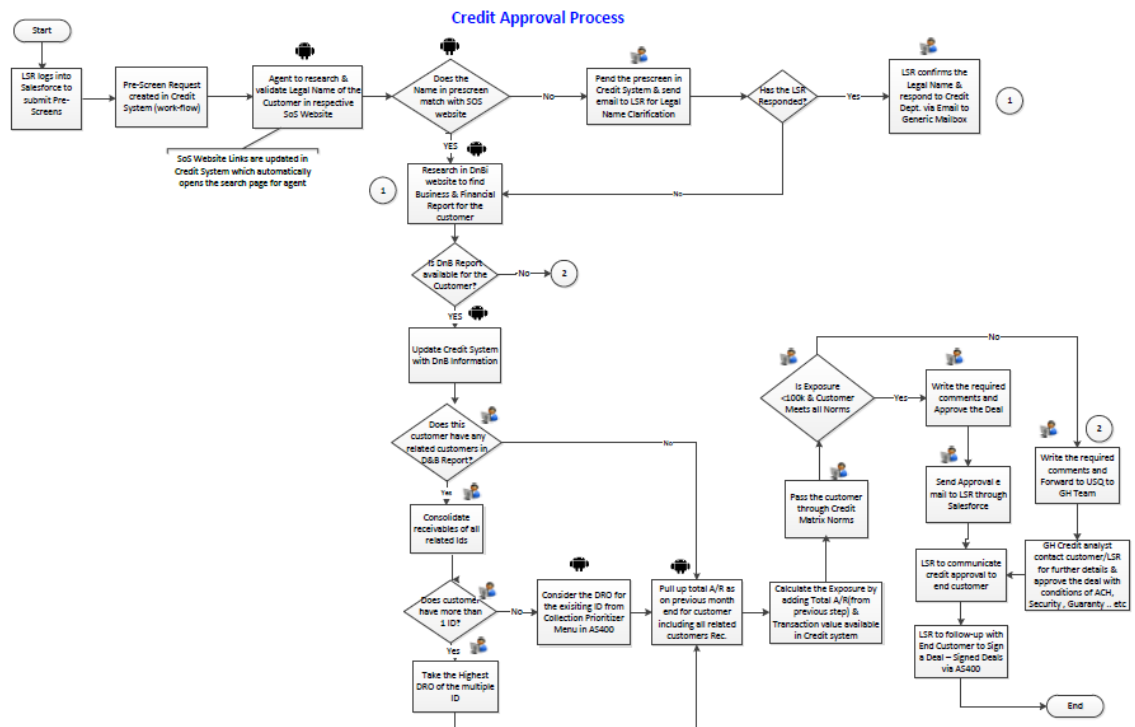 Credit Approval Process
Start
LSR logs into
Salesforce to
submit Pre-
Screens
Pre-Screen Request
created in Credit
System (work-flow)
Agent to research &
validate Legal Name of the
Customer in respective
SoS Website
SoS Website Links are updated in
Credit System which automatically
opens the search page for agent
Does the
Name in prescreen
match with SOS
website
No
Pend the prescreen in
Credit System & send
email to LSR for Legal
Name Clarification
Has the LSR
Responded?
Yes
LSR confirms the
Legal Name &
respond to Credit
Dept. via Email to
Generic Mailbox
1
YES
No
1
Research in DnBi
website to find
Business & Financial
Report for the
customer
Is DnB Report
available for the
Customer?
No
2
YES
Update Credit System
with DnB Information
Does this
customer have any
related customers in
D&B Report?
No
Yes
Consolidate
receivables of all
related Ids
Does customer
have more than
1 ID?
No
Consider the DRO for
the exisiting ID from
Collection Prioritizer
Menu in AS400
Yes
Take the Highest
DRO of the multiple
ID
Pull up total A/R as
on previous month
end for customer
including all related
customers Rec.
Calculate the Exposure by
adding Total A/R(from
previous step) &
Transaction value available
in Credit system
Pass the customer
through Credit
Matrix Norms
Is Exposure
<100k & Customer
Meets all Norms
No
Yes
Write the required
comments and
Approve the Deal
Send Approval e
mail to LSR through
Salesforce
2
Write the required
comments and
Forward to USQ to
GH Team
GH Credit analyst
contact customer/LSR
for further details &
approve the deal with
conditions of ACH,
Security , Guaranty .. etc
LSR to communicate
credit approval to
end customer
LSR to follow-up with
End Customer to Sign
a Deal – Signed Deals
via AS400
End